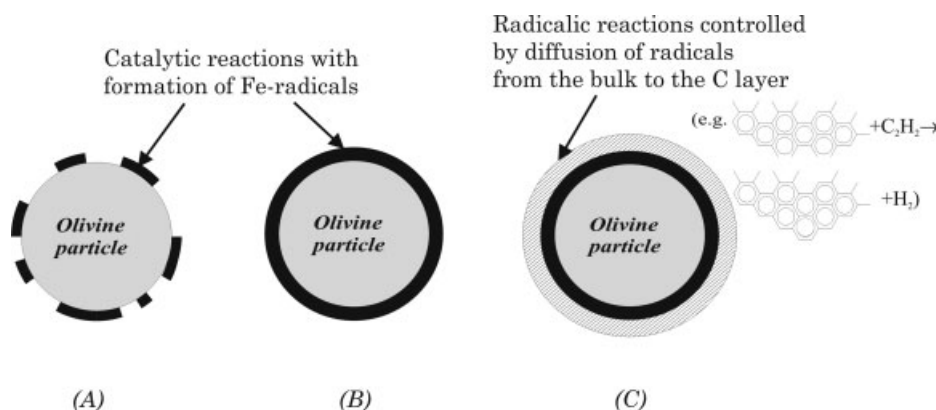 Catalytic reactions with
formation of Fe-radicals
Radicalic reactions controlled
by diffusion of radicals
from the bulk to the C layer
(e.g.
+C₂H₂→
+H₂)
Olivine
particle
Olivine
particle
Olivine
particle
(A)
(B)
(C)